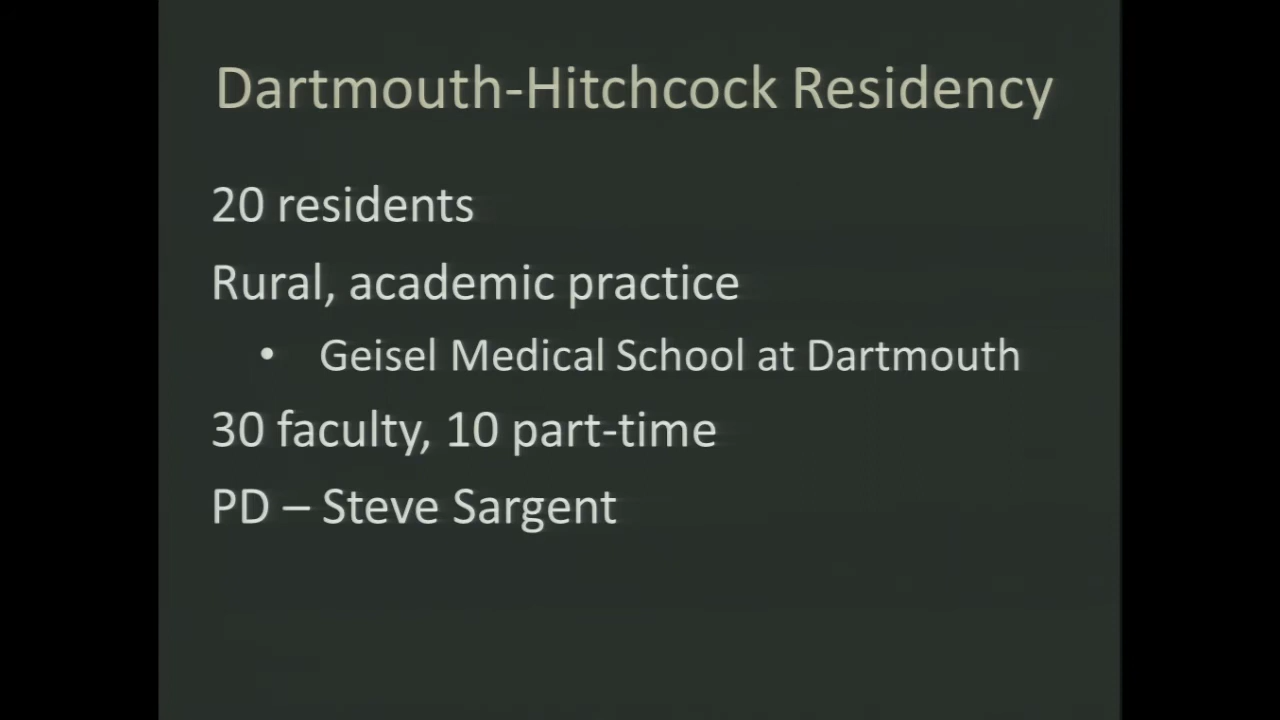 Dartmouth-Hitchcock Residency
20 residents
Rural, academic practice
• Geisel Medical School at Dartmouth
30 faculty, 10 part-time
PD – Steve Sargent